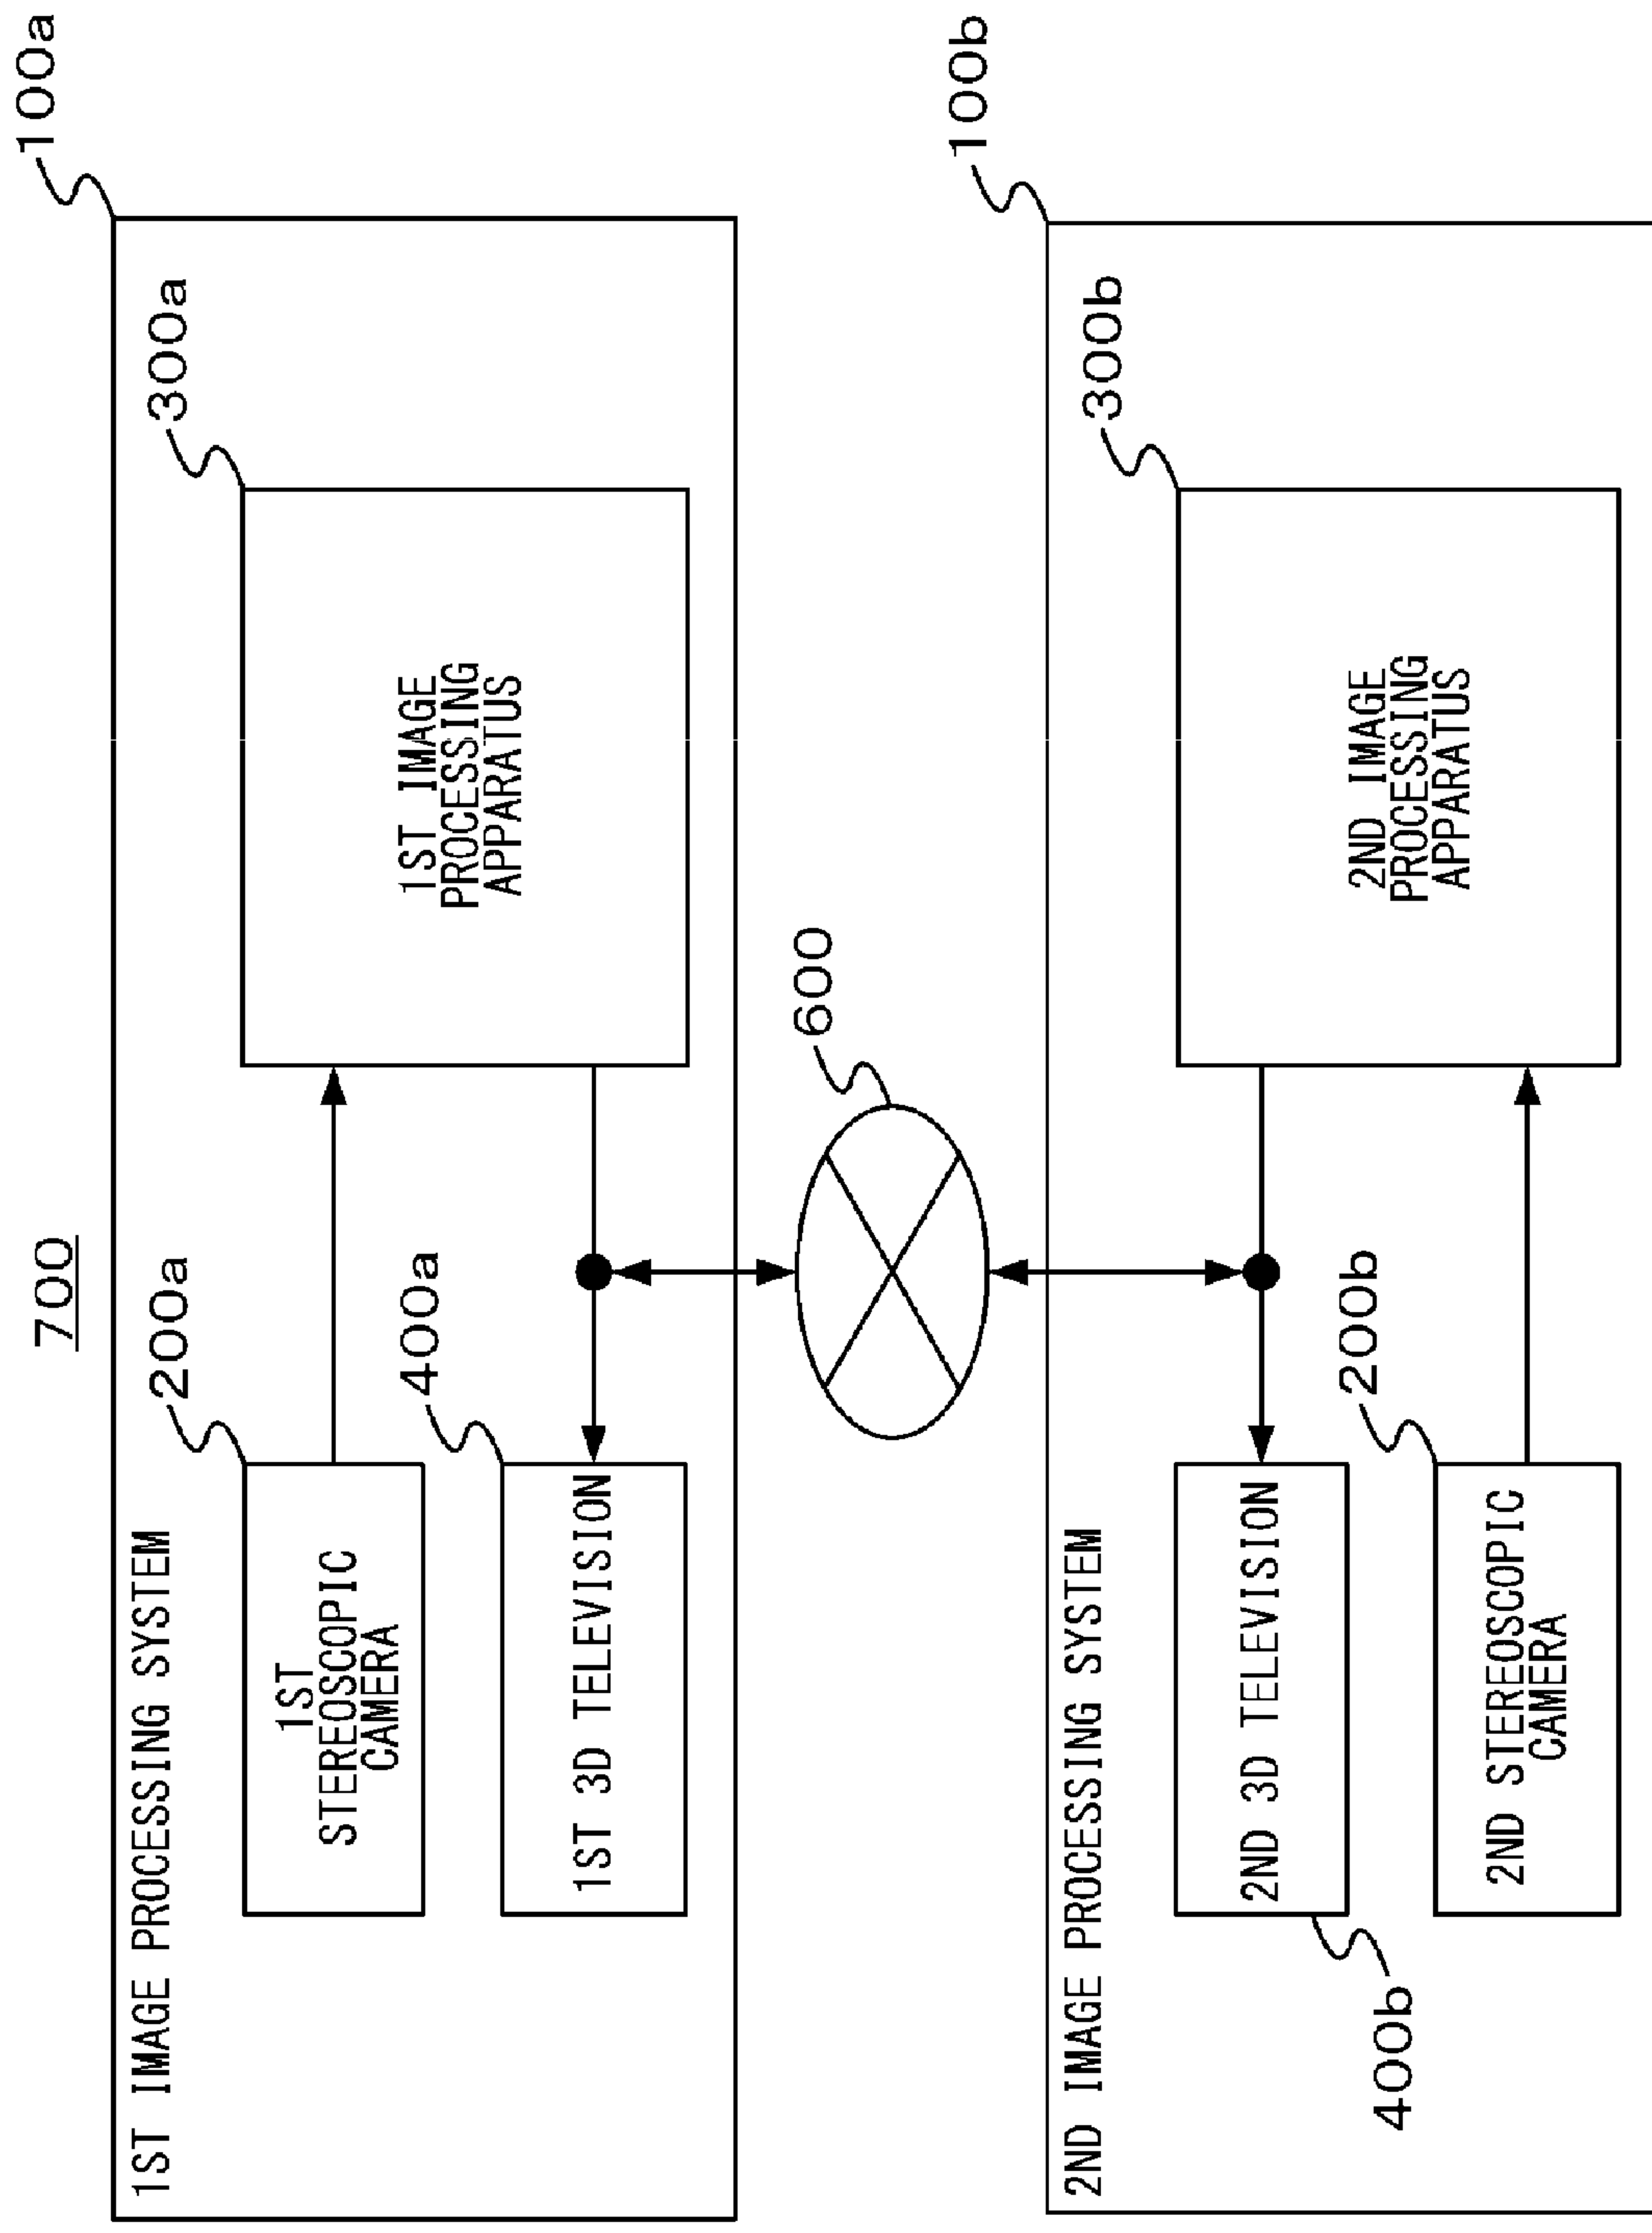 700
100a
1ST IMAGE PROCESSING SYSTEM
200a
1ST
STEREOSCOPIC
CAMERA
300a
1ST IMAGE
PROCESSING
APPARATUS
400a
1ST 3D TELEVISION
600
100b
2ND IMAGE PROCESSING SYSTEM
300b
2ND IMAGE
PROCESSING
APPARATUS
2ND 3D TELEVISION
400b
200b
2ND STEREOSCOPIC
CAMERA